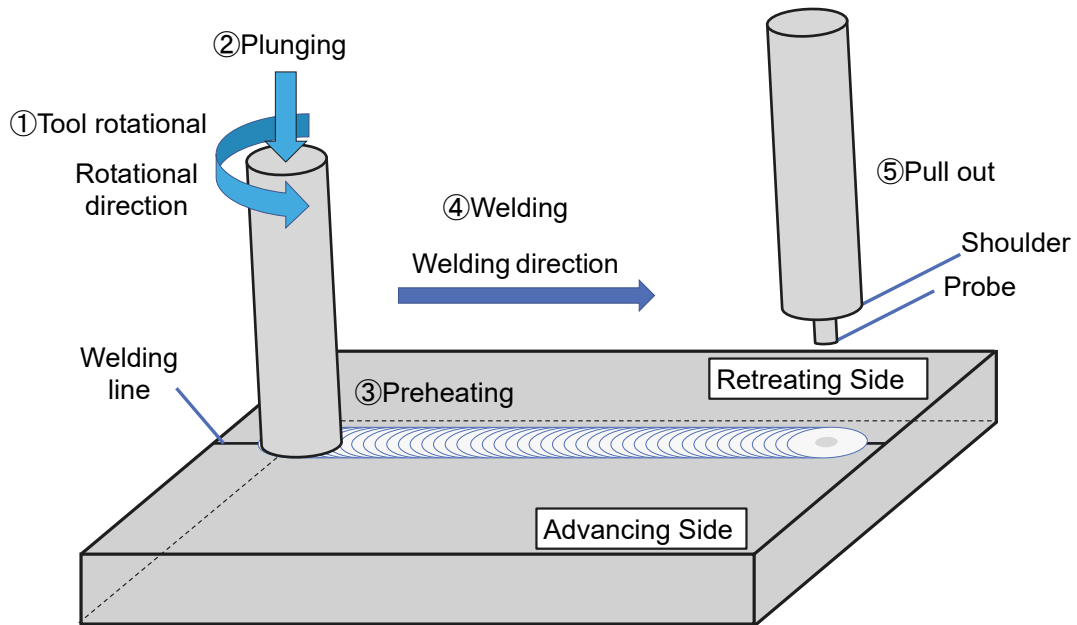 ②Plunging
①Tool rotational
Rotational
direction
④Welding
Welding direction
⑤Pull out
Shoulder
Probe
Welding
line
③Preheating
Retreating Side
Advancing Side